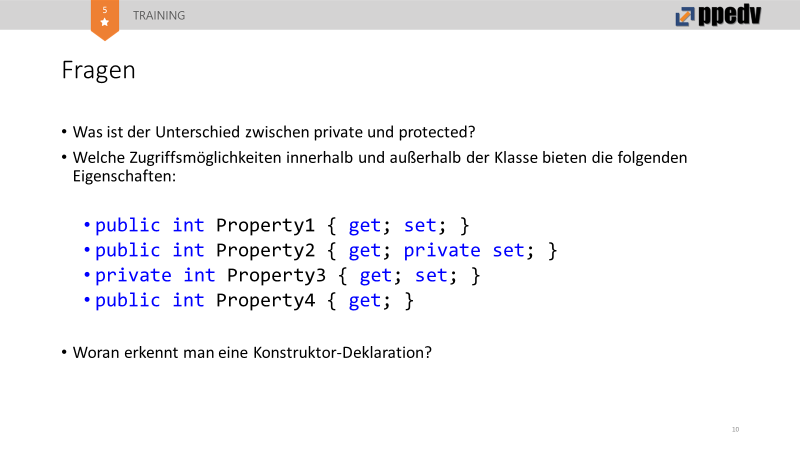 5
TRAINING
ppedv
Fragen
• Was ist der Unterschied zwischen private und protected?
• Welche Zugriffsmöglichkeiten innerhalb und außerhalb der Klasse bieten die folgenden
Eigenschaften:
• public int Property1 { get; set; }
• public int Property2 { get; private set; }
• private int Property3 { get; set; }
• public int Property4 { get; }
• Woran erkennt man eine Konstruktor-Deklaration?
10